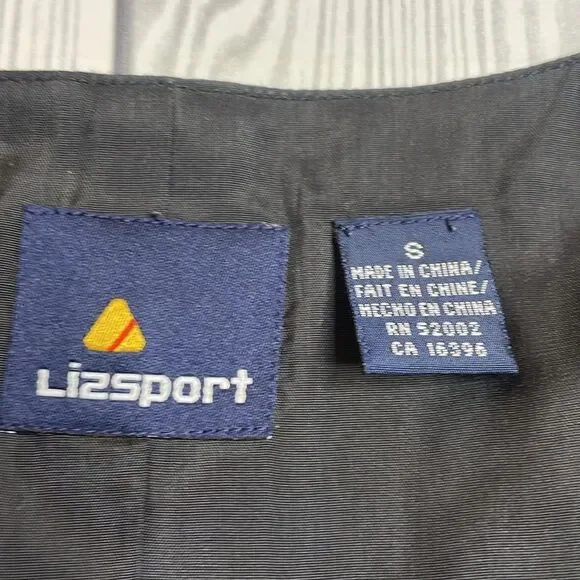 Lizsport
S
MADE IN CHINA/
FAIT EN CHINE/
HECHO EN CHINA
RN 52002
CA 16396